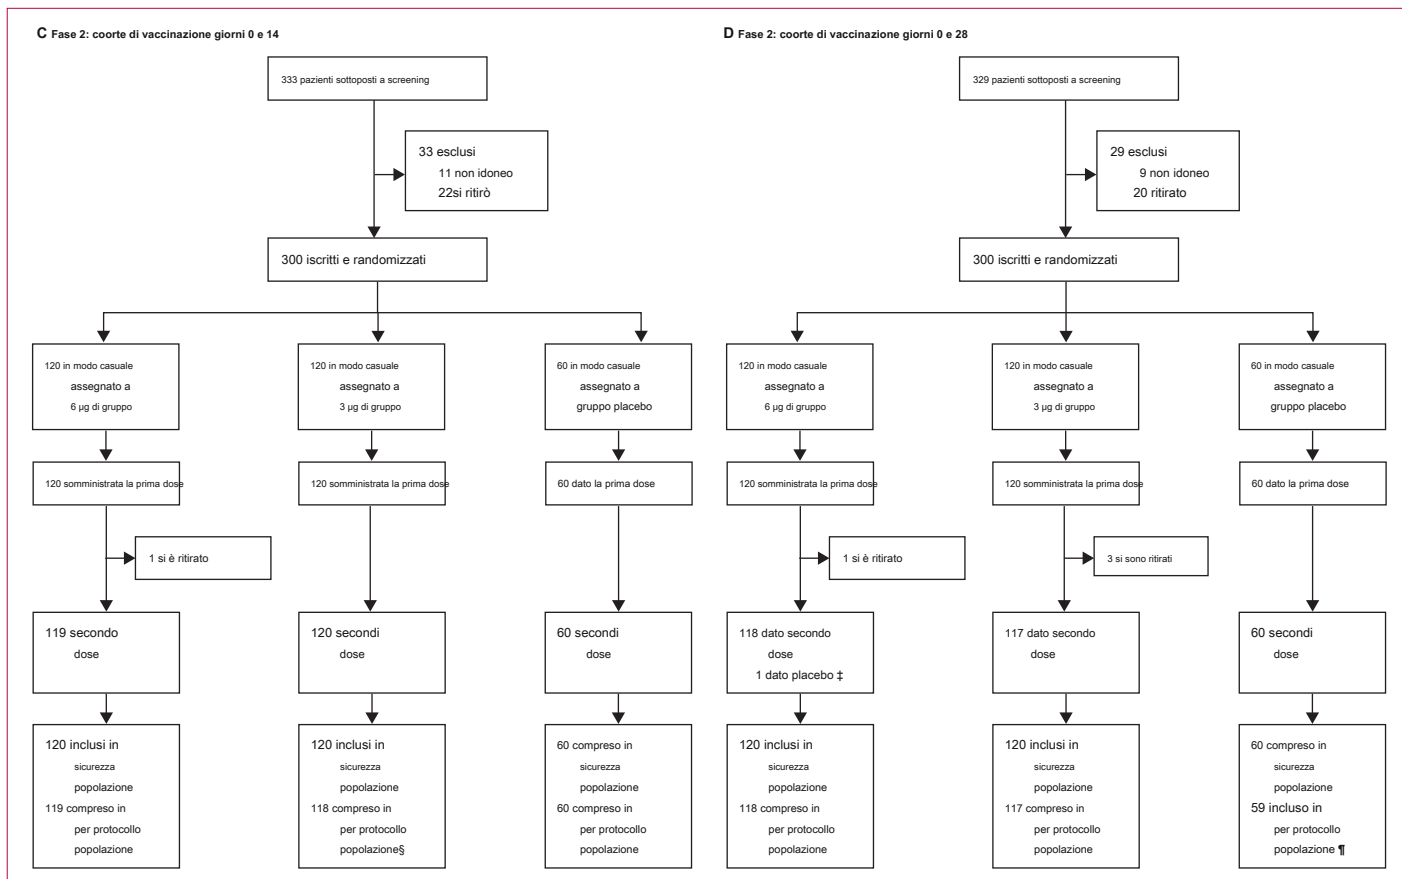 C Fase 2: coorte di vaccinazione giorni 0 e 14
333 pazienti sottoposti a screening
33 esclusi
11 non idoneo
22si ritirò
300 iscritti e randomizzati
120 in modo casuale
assegnato a
6 µg di gruppo
120 in modo casuale
assegnato a
3 µg di gruppo
60 in modo casuale
assegnato a
gruppo placebo
120 somministrata la prima dose
120 somministrata la prima dose
60 dato la prima dose
1 si è ritirato
119 secondo
dose
120 secondi
dose
60 secondi
dose
120 inclusi in
sicurezza
popolazione
119 compreso in
per protocollo
popolazione
120 inclusi in
sicurezza
popolazione
118 compreso in
per protocollo
popolazione§
60 compreso in
sicurezza
popolazione
60 compreso in
per protocollo
popolazione
D Fase 2: coorte di vaccinazione giorni 0 e 28
329 pazienti sottoposti a screening
29 esclusi
9 non idoneo
20 ritirato
300 iscritti e randomizzati
120 in modo casuale
assegnato a
6 µg di gruppo
120 in modo casuale
assegnato a
3 µg di gruppo
60 in modo casuale
assegnato a
gruppo placebo
120 somministrata la prima dose
120 somministrata la prima dose
60 dato la prima dose
1 si è ritirato
3 si sono ritirati
118 dato secondo
dose
1 dato placebo ‡
117 dato secondo
dose
60 secondi
dose
120 inclusi in
sicurezza
popolazione
118 compreso in
per protocollo
popolazione
120 inclusi in
sicurezza
popolazione
117 compreso in
per protocollo
popolazione
60 compreso in
sicurezza
popolazione
59 incluso in
per protocollo
popolazione ¶